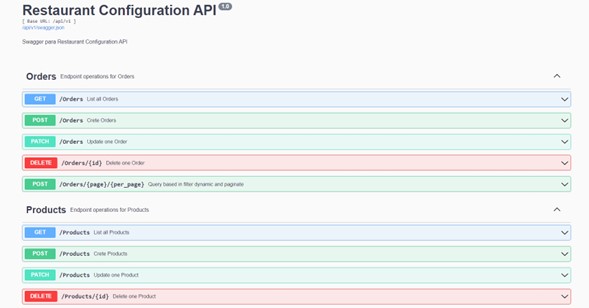 Restaurant Configuration API 1.0
[ Base URL: /api/v1 ]
/api/v1/swagger.json
Swagger para Restaurant Configuration API
Orders Endpoint operations for Orders
GET /Orders List all Orders
POST /Orders Crete Orders
PATCH /Orders Update one Order
DELETE /Orders/{id} Delete one Order
POST /Orders/{page}/{per_page} Query based in filter dynamic and paginate
Products Endpoint operations for Products
GET /Products List all Products
POST /Products Crete Products
PATCH /Products Update one Product
DELETE /Products/{id} Delete one Product